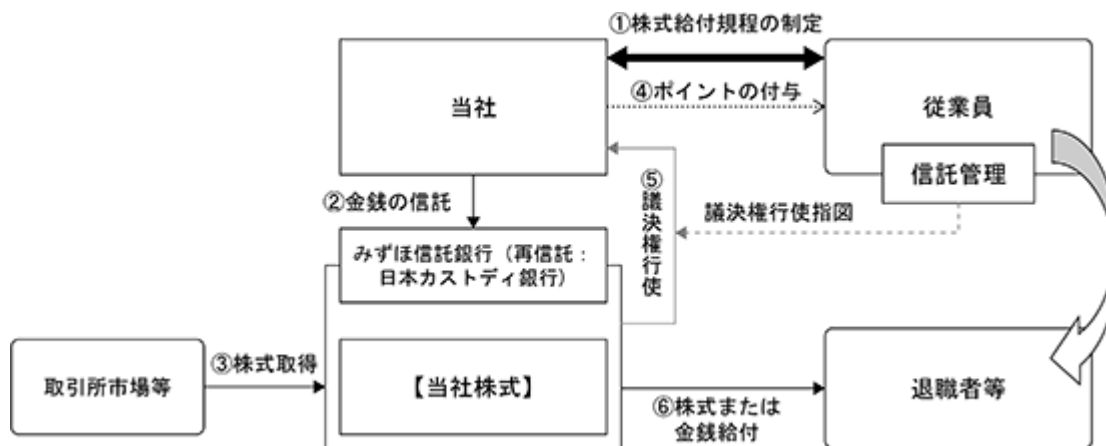 ①株式給付規程の制定
当社
④ポイントの付与
従業員
信託管理
②金銭の信託
⑤議決権行使
議決権行使指図
みずほ信託銀行（再信託：
日本カストディ銀行）
取引所市場等
③株式取得
【当社株式】
⑥株式または
金銭給付
退職者等